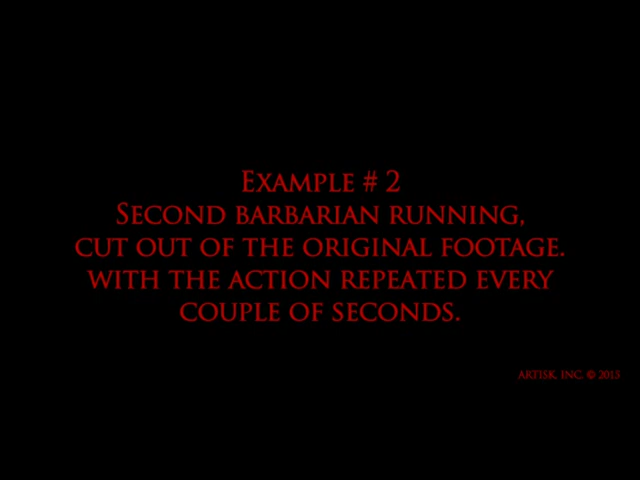 Example # 2
Second barbarian running,
cut out of the original footage.
with the action repeated every
couple of seconds.
ARTISK, INC. © 2015